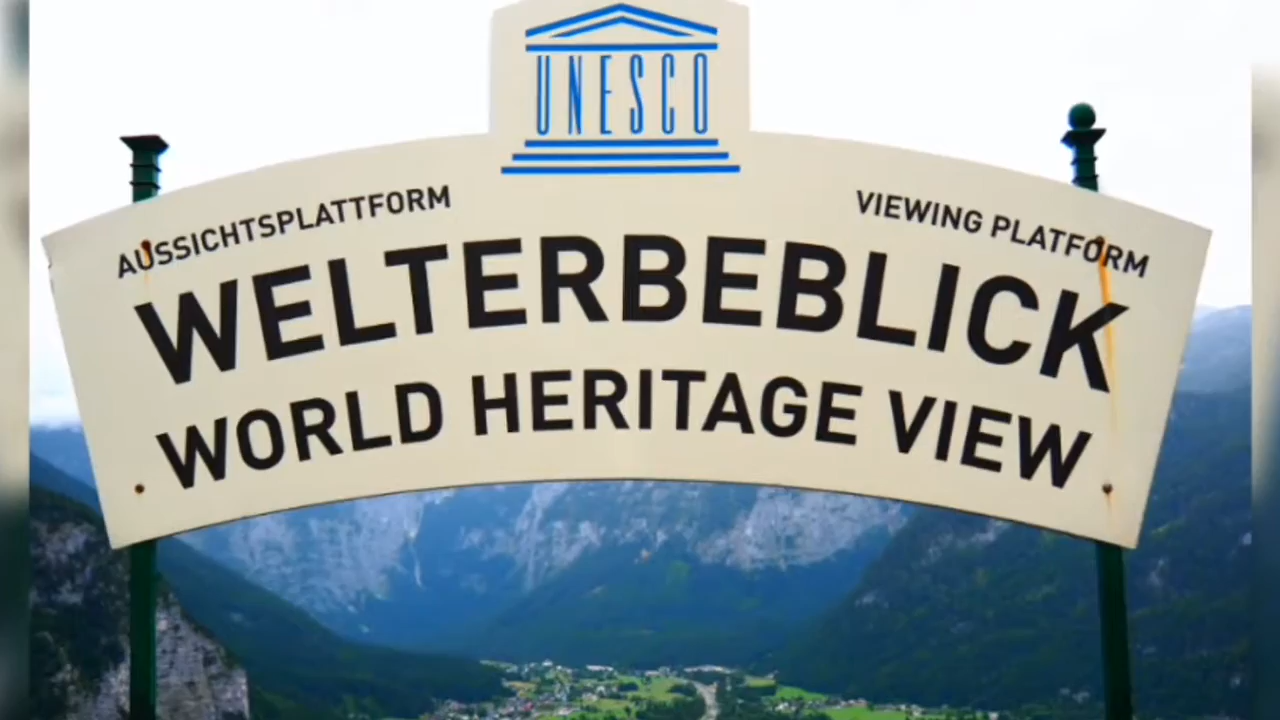 UNESCO
AUSSICHTSPLATTFORM
VIEWING PLATFORM
WELTERBEBLICK
WORLD HERITAGE VIEW